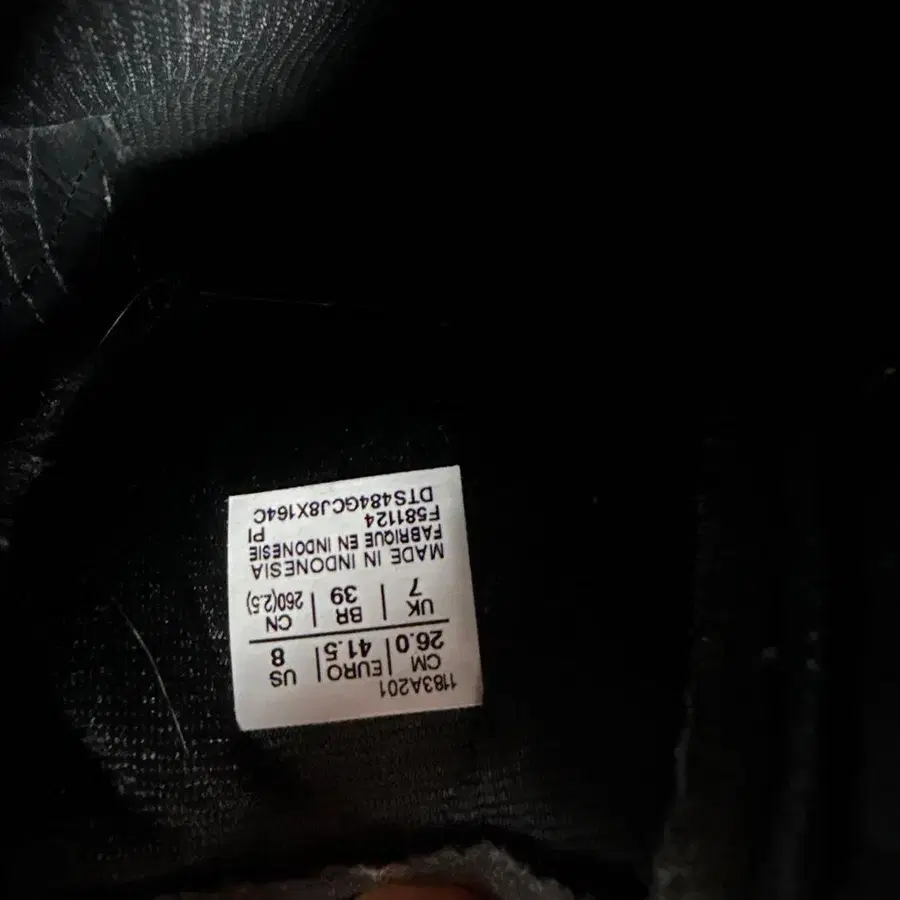 1183A201
CM | EURO | US
26.0 | 41.5 | 8
UK | BR | CN
7 | 39 | 260(2.5)
MADE IN INDONESIA
FABRIQUE EN INDONESIE
F581124 PI
DTS484GCJ8X164C